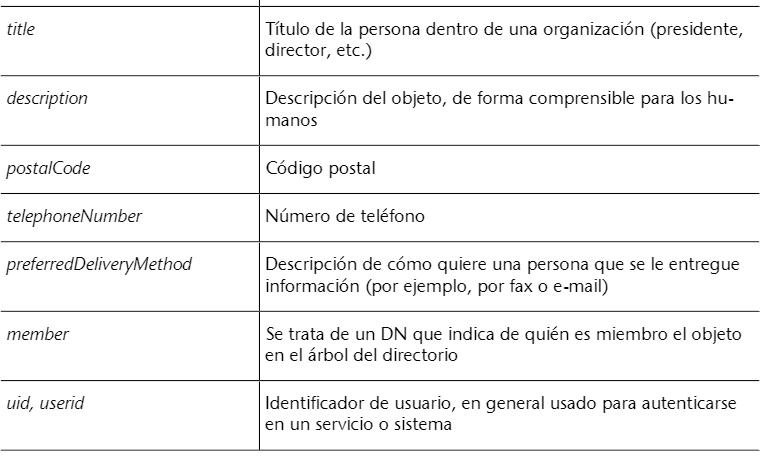 title
Título de la persona dentro de una organización (presidente,
director, etc.)
description
Descripción del objeto, de forma comprensible para los hu-
manos
postalCode
Código postal
telephoneNumber
Número de teléfono
preferredDeliveryMethod
Descripción de cómo quiere una persona que se le entregue
información (por ejemplo, por fax o e-mail)
member
Se trata de un DN que indica de quién es miembro el objeto
en el árbol del directorio
uid, userid
Identificador de usuario, en general usado para autenticarse
en un servicio o sistema